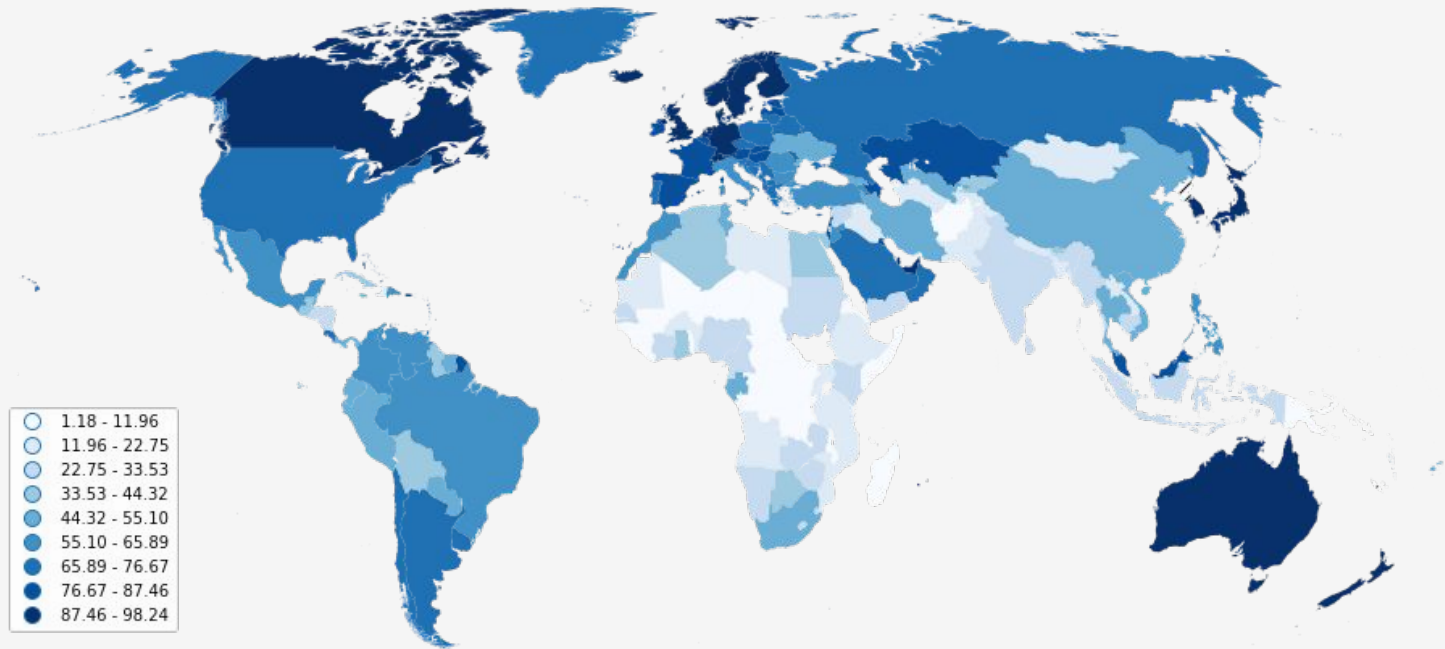 1.18 - 11.96
11.96 - 22.75
22.75 - 33.53
33.53 - 44.32
44.32 - 55.10
55.10 - 65.89
65.89 - 76.67
76.67 - 87.46
87.46 - 98.24